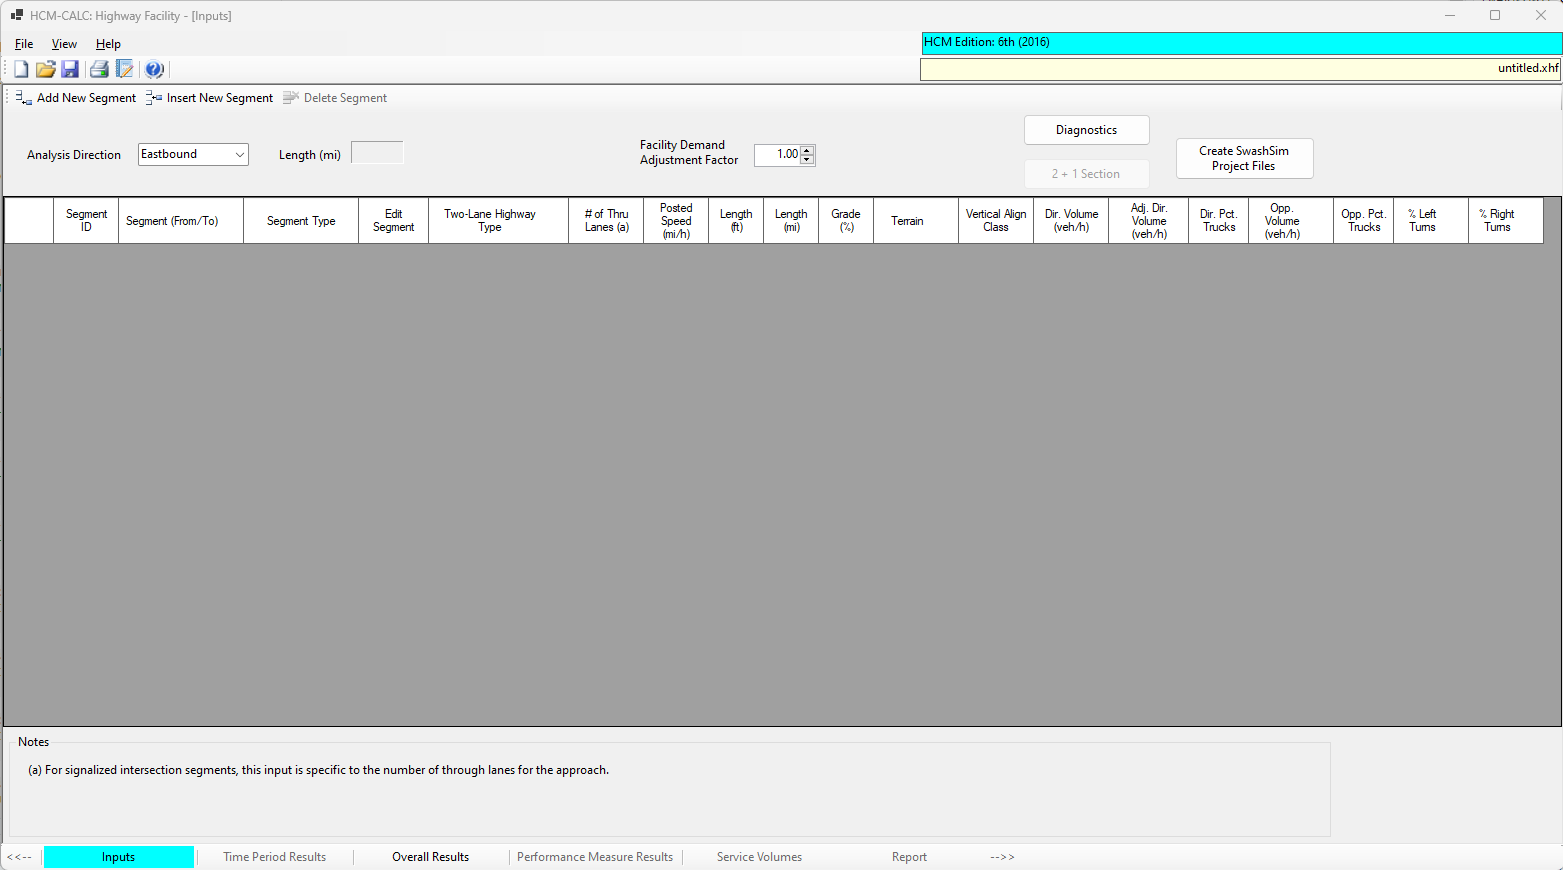 HCM-CALC: Highway Facility - [Inputs]
File View Help
HCM Edition: 6th (2016)
untitled.xhf
Add New Segment Insert New Segment Delete Segment
Analysis Direction Eastbound Length (mi)
Facility Demand
Adjustment Factor
1.00
Diagnostics
2 + 1 Section
Create SwashSim
Project Files
Segment
ID
Segment (From/To)
Segment Type
Edit
Segment
Two-Lane Highway
Type
# of Thru
Lanes (a)
Posted
Speed
(mi/h)
Length
(ft)
Length
(mi)
Grade
(%)
Terrain
Vertical Align
Class
Dir. Volume
(veh/h)
Adj. Dir.
Volume
(veh/h)
Dir. Pct.
Trucks
Opp.
Volume
(veh/h)
Opp. Pct.
Trucks
% Left
Turns
% Right
Turns
Notes
(a) For signalized intersection segments, this input is specific to the number of through lanes for the approach.
<<-- Inputs Time Period Results Overall Results Performance Measure Results Service Volumes Report -->>